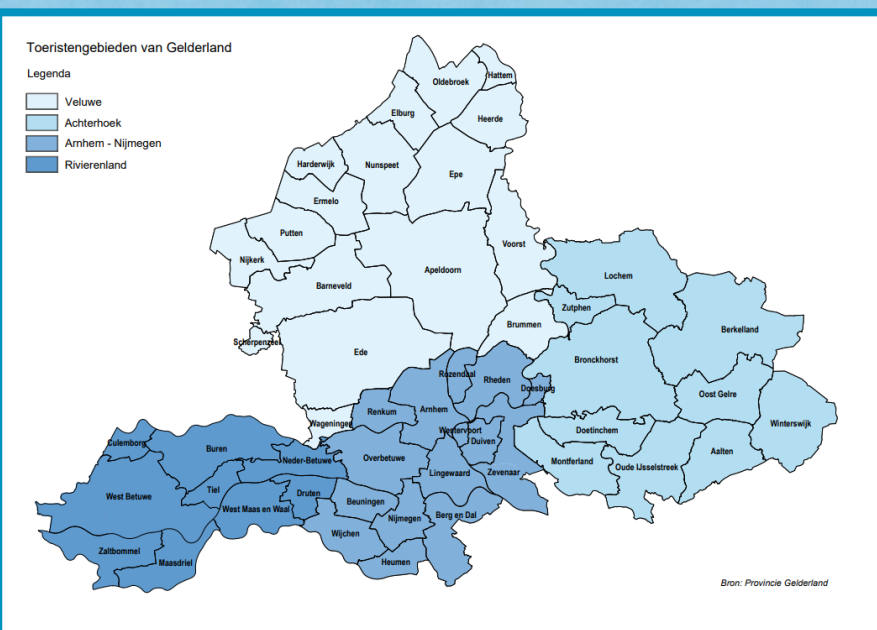 Toeristengebieden van Gelderland
Legenda
Veluwe
Achterhoek
Arnhem - Nijmegen
Rivierenland
Oldebroek
Hattem
Elburg
Heerde
Harderwijk
Nunspeet
Epe
Ermelo
Putten
Voorst
Nijkerk
Apeldoorn
Lochem
Barneveld
Zutphen
Brummen
Berkelland
Scherpenzeel
Ede
Bronckhorst
Rozendaal
Rheden
Doesburg
Oost Gelre
Renkum
Arnhem
Wageningen
Winterswijk
Westervoort
Doetinchem
Duiven
Culemborg
Buren
Aalten
Overbetuwe
Neder-Betuwe
Montferland
Oude IJsselstreek
Lingewaard
Zevenaar
Tiel
Druten
West Betuwe
Beuningen
West Maas en Waal
Nijmegen
Berg en Dal
Wijchen
Zaltbommel
Maasdriel
Heumen
Bron: Provincie Gelderland